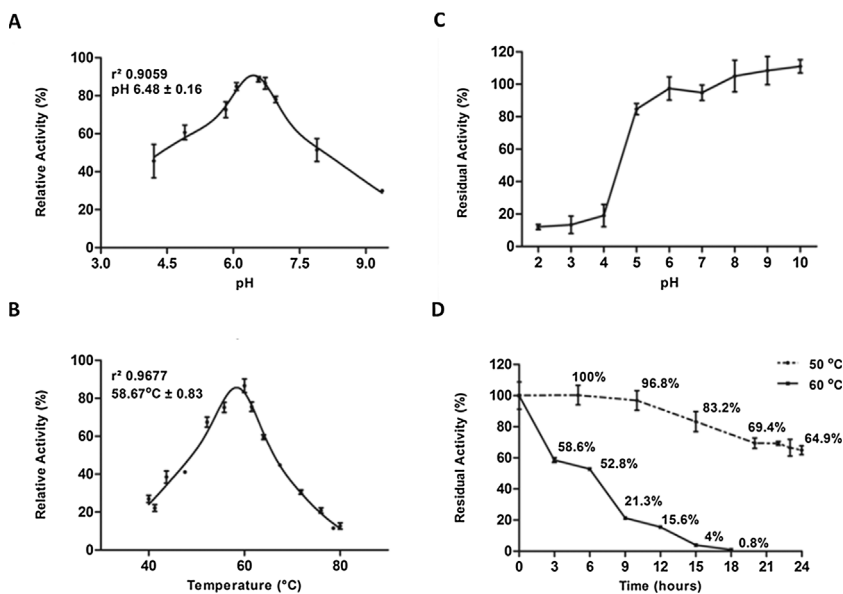 A
r² 0.9059
pH 6.48 ± 0.16
Relative Activity (%)
100
80
60
40
20
0
3.0 4.5 6.0 7.5 9.0
pH
B
r² 0.9677
58.67°C ± 0.83
Relative Activity (%)
100
80
60
40
20
0
40 60 80
Temperature (°C)
C
Residual Activity (%)
120
100
80
60
40
20
0
2 3 4 5 6 7 8 9 10
pH
D
50 °C
60 °C
Residual Activity (%)
120
100
80
60
40
20
0
100%
96.8%
83.2%
69.4%
64.9%
58.6%
52.8%
21.3%
15.6%
4%
0.8%
0 3 6 9 12 15 18 21 24
Time (hours)